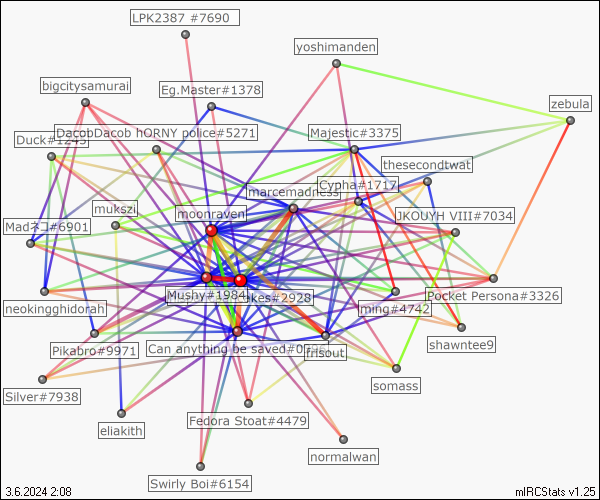 LPK2387 #7690
yoshimanden
bigcitysamurai
Eg.Master#1378
zebula
DacobDacob hORNY police#5271
Majestic#3375
Duck#1243
thesecondtwat
Cypha#1717
marcemadness
mukszi
moonraven
JKOUYH VIII#7034
Madネコ#6901
Mushy#1984
kes#2928
Pocket Persona#3326
neokingghidorah
ming#4742
Pikabro#9971
Can anything be saved#0
frisout
shawntee9
Silver#7938
somass
eliakith
Fedora Stoat#4479
normalwan
Swirly Boi#6154
3.6.2024 2:08
mIRCStats v1.25